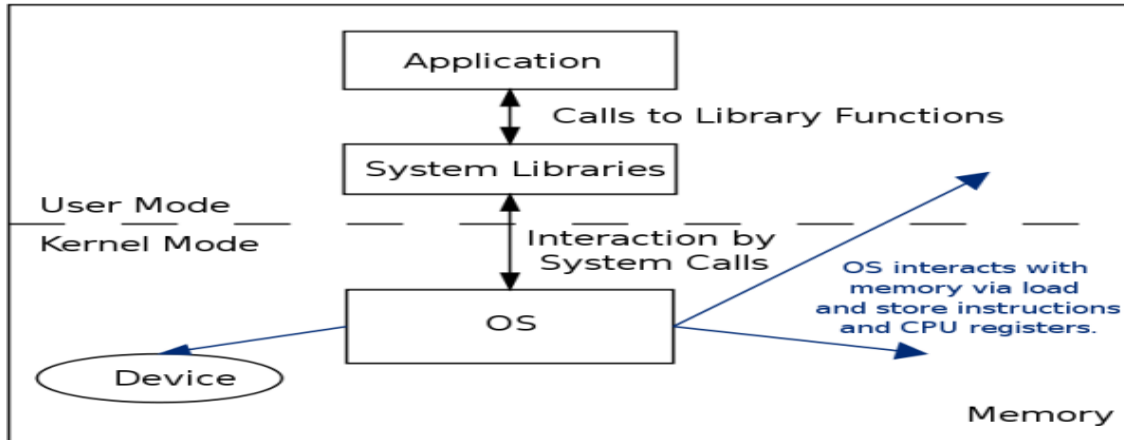 Application
Calls to Library Functions
System Libraries
User Mode
Kernel Mode
Interaction by
System Calls
OS interacts with
memory via load
and store instructions
and CPU registers.
OS
Device
Memory